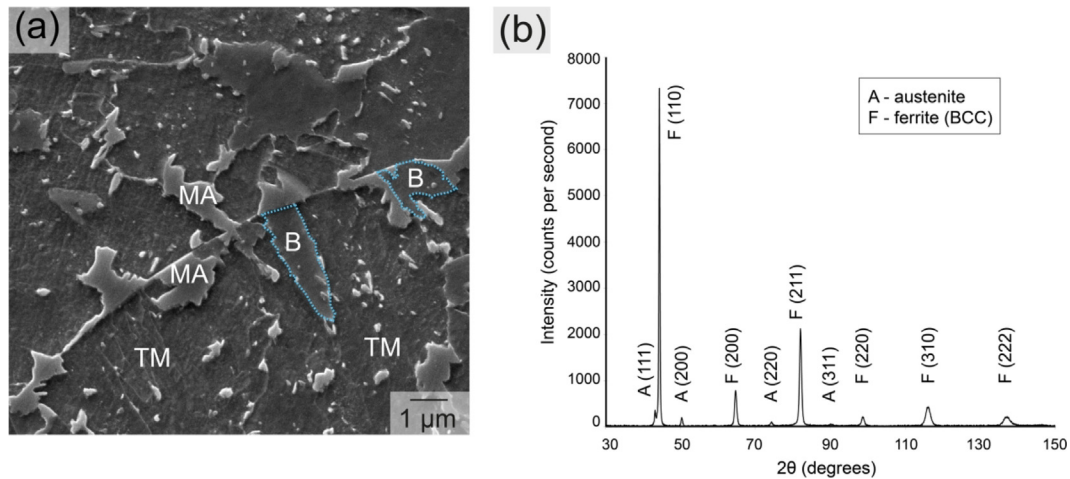 (a)
MA
B
B
MA
TM
TM
1 μm
(b)
8000
7000
6000
5000
4000
3000
2000
1000
0
Intensity (counts per second)
A - austenite
F - ferrite (BCC)
A (111)
F (110)
A (200)
F (200)
A (220)
F (211)
A (311)
F (220)
F (310)
F (222)
30
50
70
90
110
130
150
2θ (degrees)